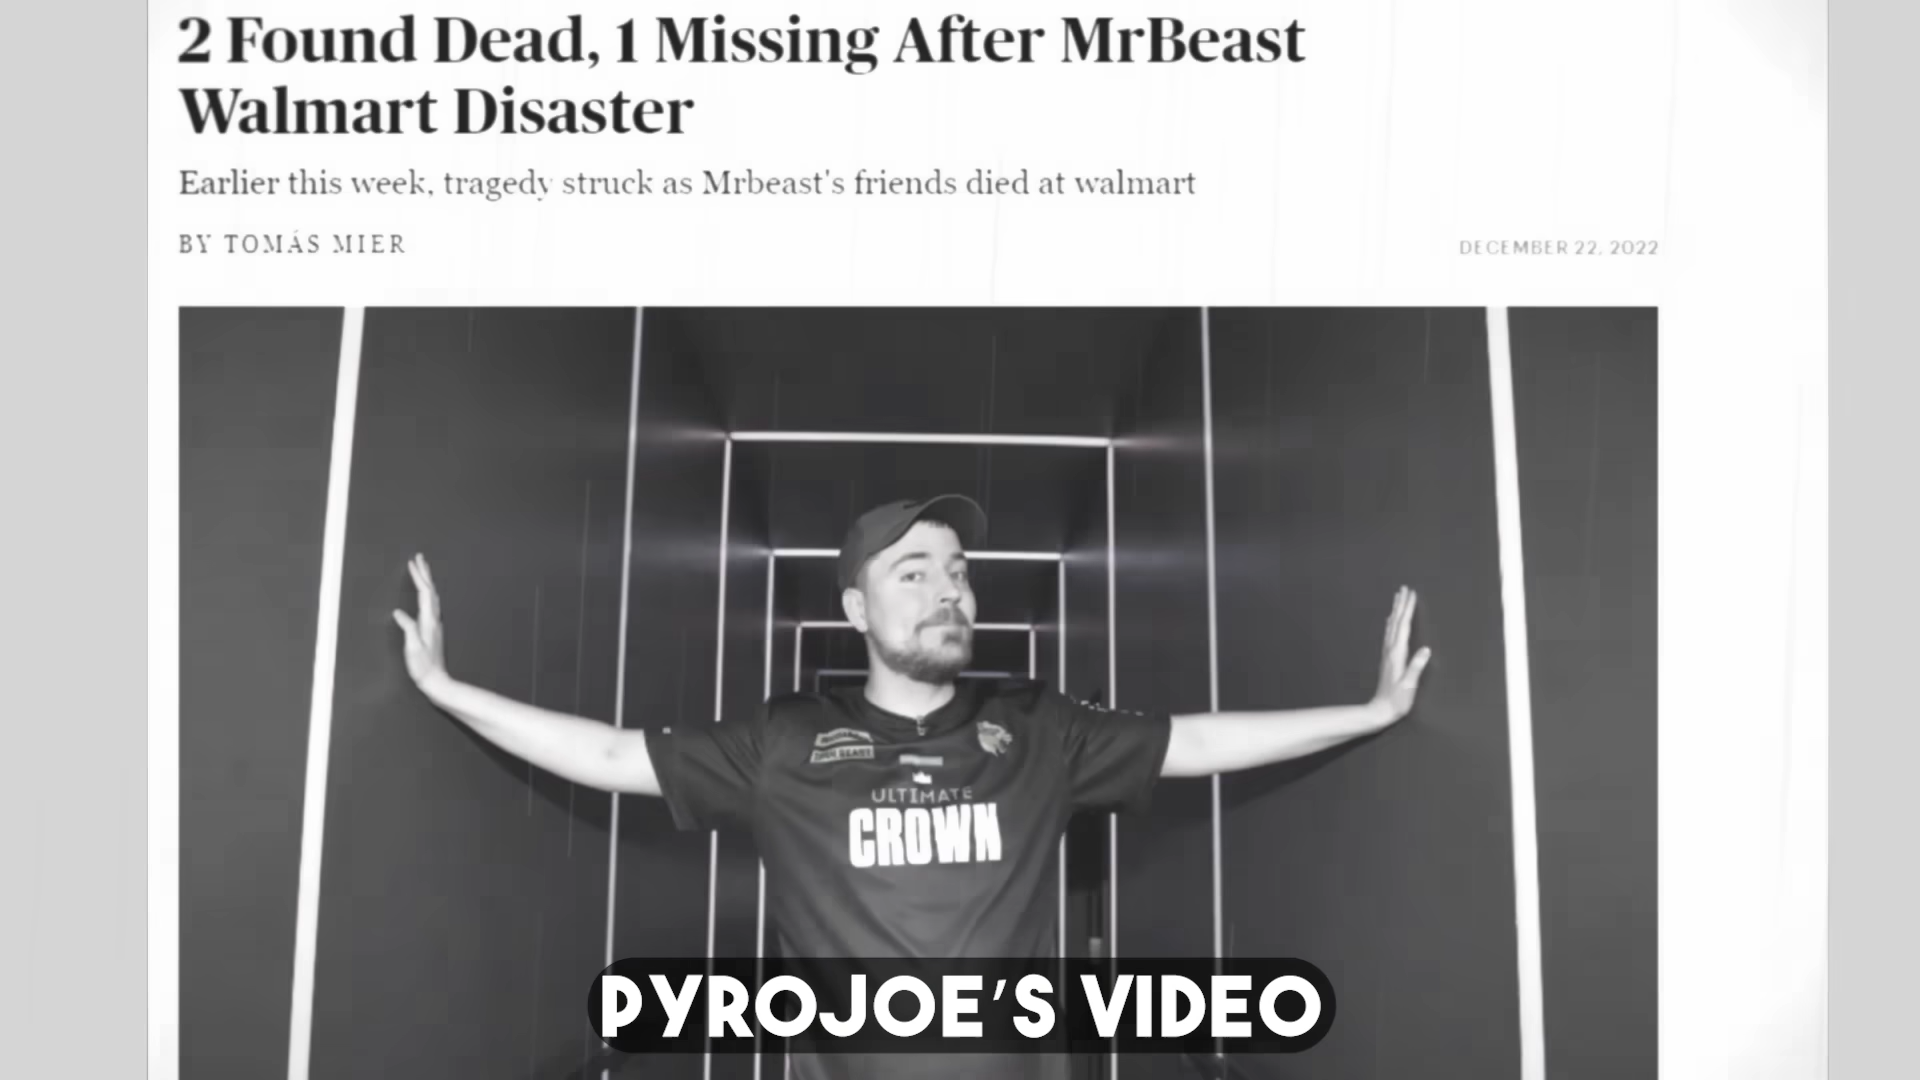 2 Found Dead, 1 Missing After MrBeast
Walmart Disaster
Earlier this week, tragedy struck as Mrbeast's friends died at walmart
BY TOMÁS MIER
DECEMBER 22, 2022
ULTIMATE
CROWN
PYROJOE'S VIDEO